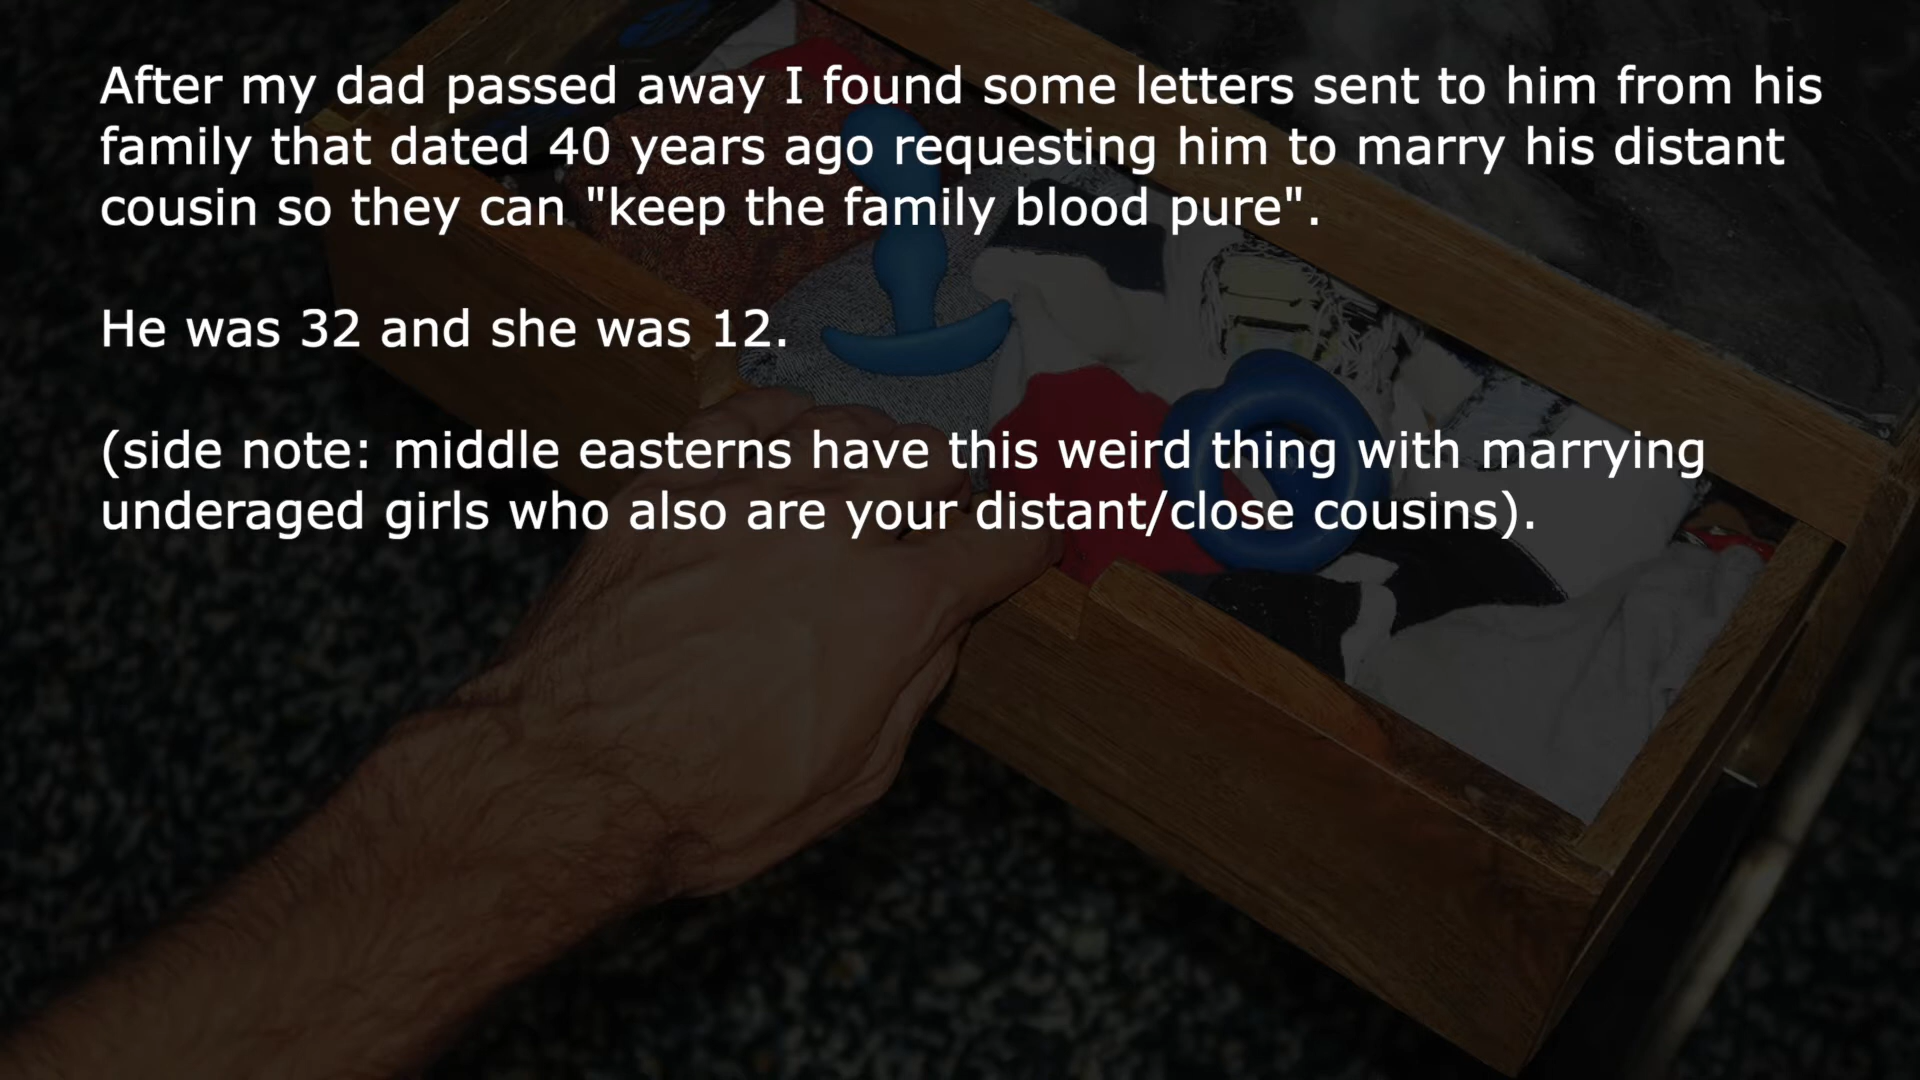 After my dad passed away I found some letters sent to him from his
family that dated 40 years ago requesting him to marry his distant
cousin so they can "keep the family blood pure".
He was 32 and she was 12.
(side note: middle easterns have this weird thing with marrying
underaged girls who also are your distant/close cousins).